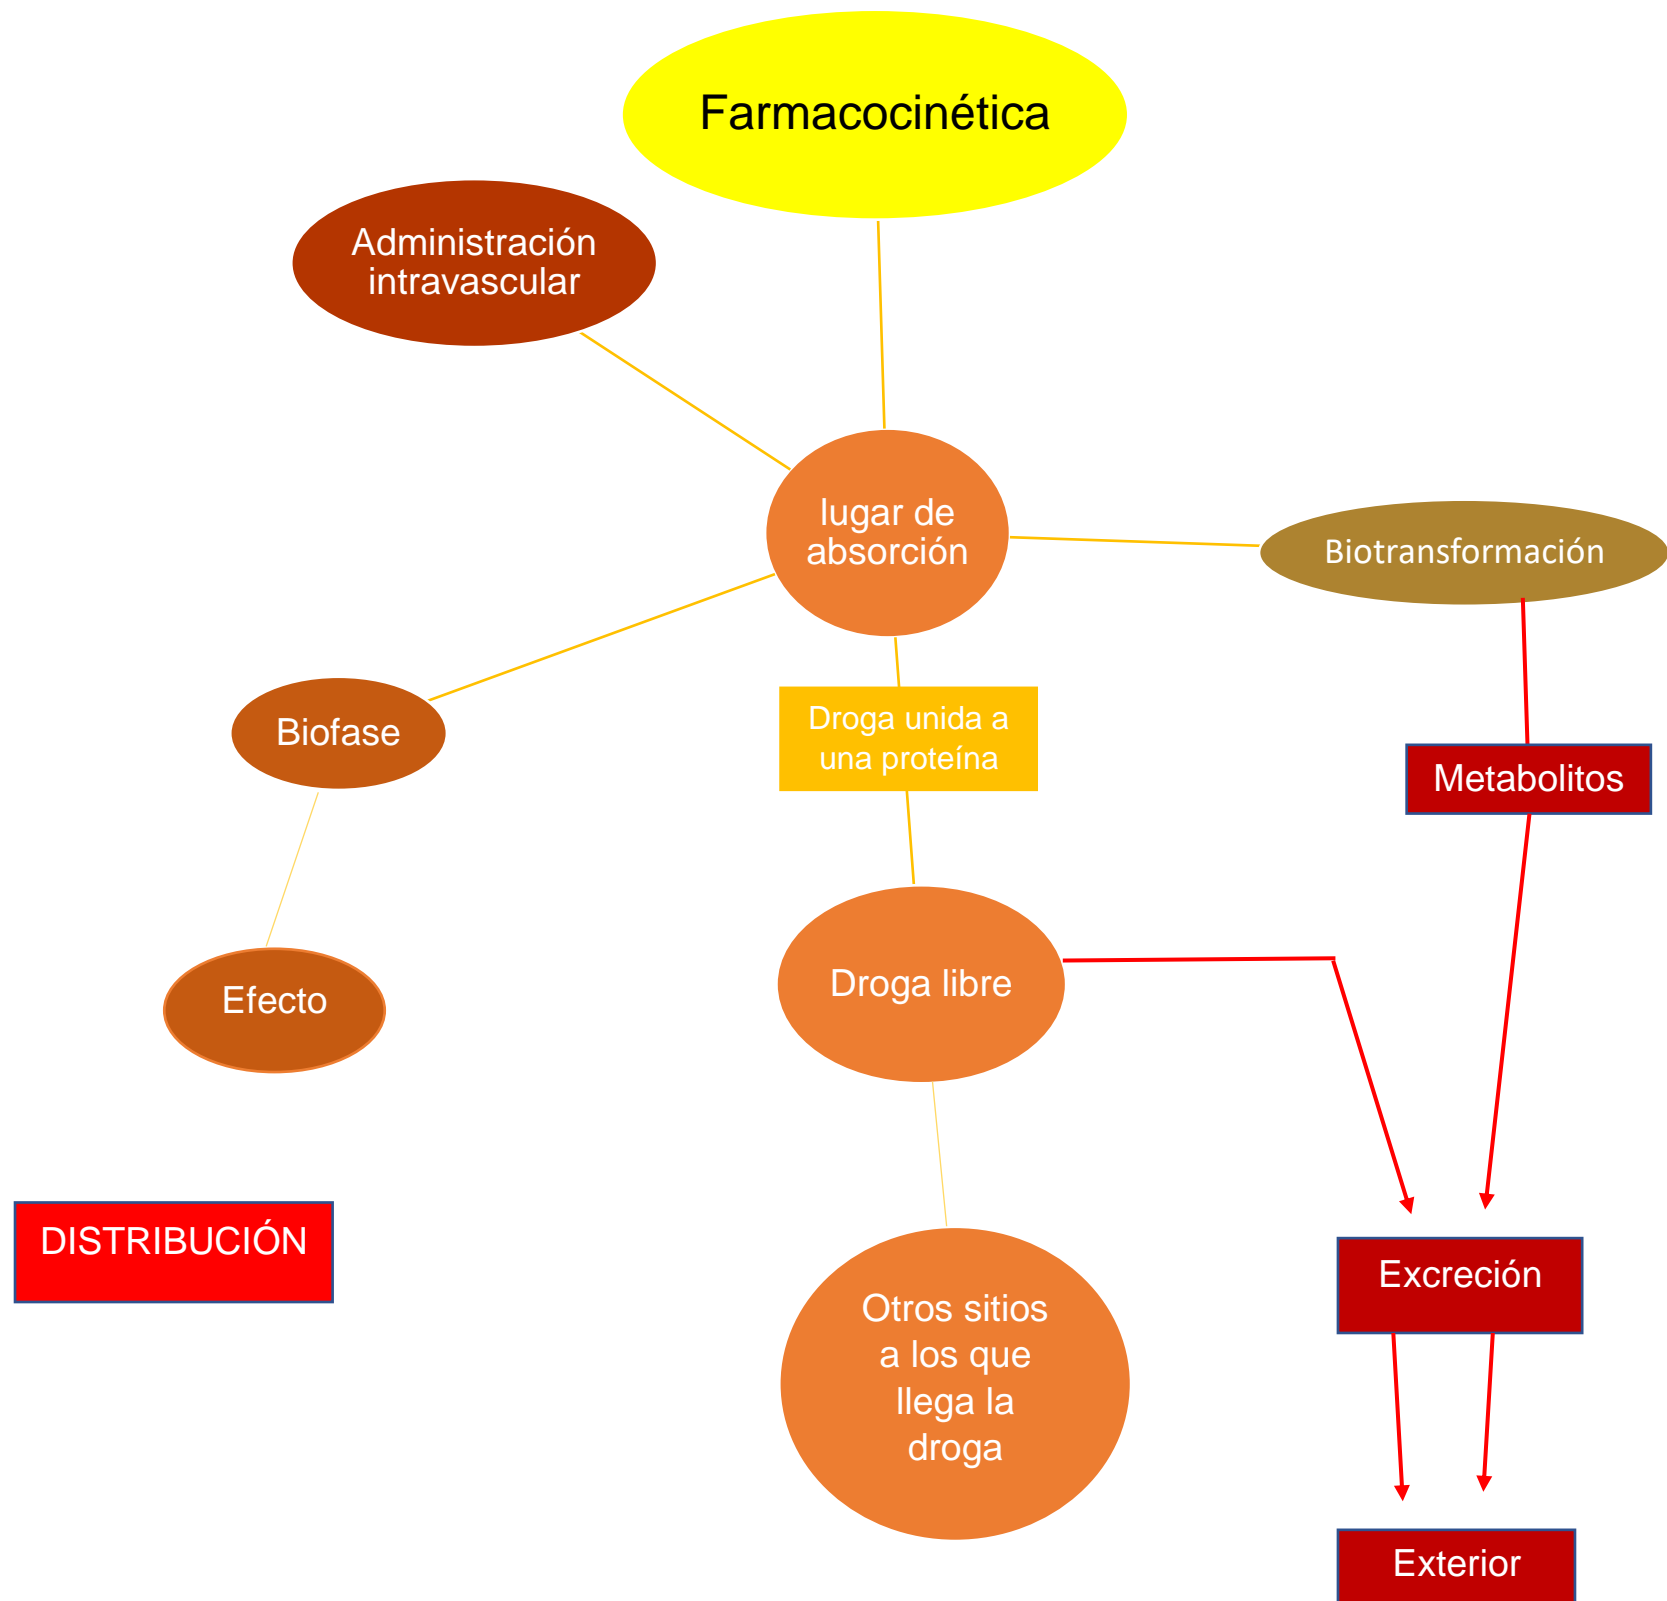 Farmacocinética
Administración
intravascular
lugar de
absorción
Biotransformación
Biofase
Droga unida a
una proteína
Metabolitos
Efecto
Droga libre
DISTRIBUCIÓN
Otros sitios
a los que
llega la
droga
Excreción
Exterior